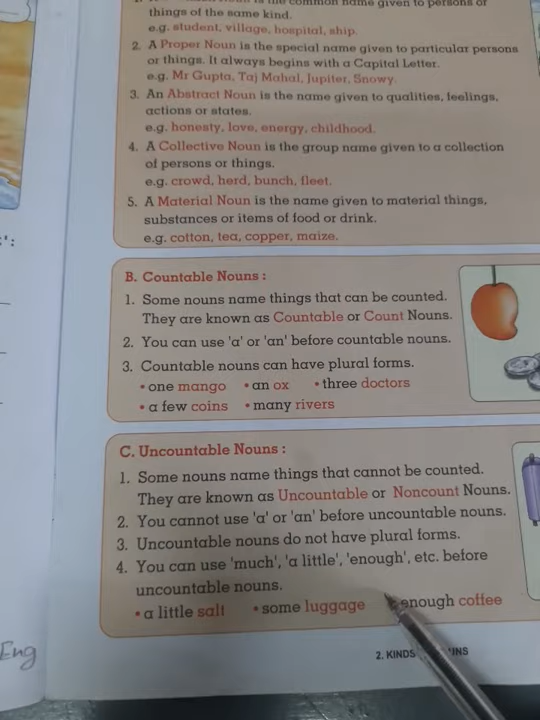 is the common name given to persons or
things of the same kind.
e.g. student, village, hospital, ship.
2. A Proper Noun is the special name given to particular persons
or things. It always begins with a Capital Letter.
e.g. Mr Gupta, Taj Mahal, Jupiter, Snowy.
3. An Abstract Noun is the name given to qualities, feelings,
actions or states.
e.g. honesty, love, energy, childhood.
4. A Collective Noun is the group name given to a collection
of persons or things.
e.g. crowd, herd, bunch, fleet.
5. A Material Noun is the name given to material things,
substances or items of food or drink.
e.g. cotton, tea, copper, maize.
B. Countable Nouns :
1. Some nouns name things that can be counted.
They are known as Countable or Count Nouns.
2. You can use 'a' or 'an' before countable nouns.
3. Countable nouns can have plural forms.
• one mango • an ox • three doctors
• a few coins • many rivers
C. Uncountable Nouns :
1. Some nouns name things that cannot be counted.
They are known as Uncountable or Noncount Nouns.
2. You cannot use 'a' or 'an' before uncountable nouns.
3. Uncountable nouns do not have plural forms.
4. You can use 'much', 'a little', 'enough', etc. before
uncountable nouns.
• a little salt • some luggage enough coffee
Eng
2. KINDS UNS